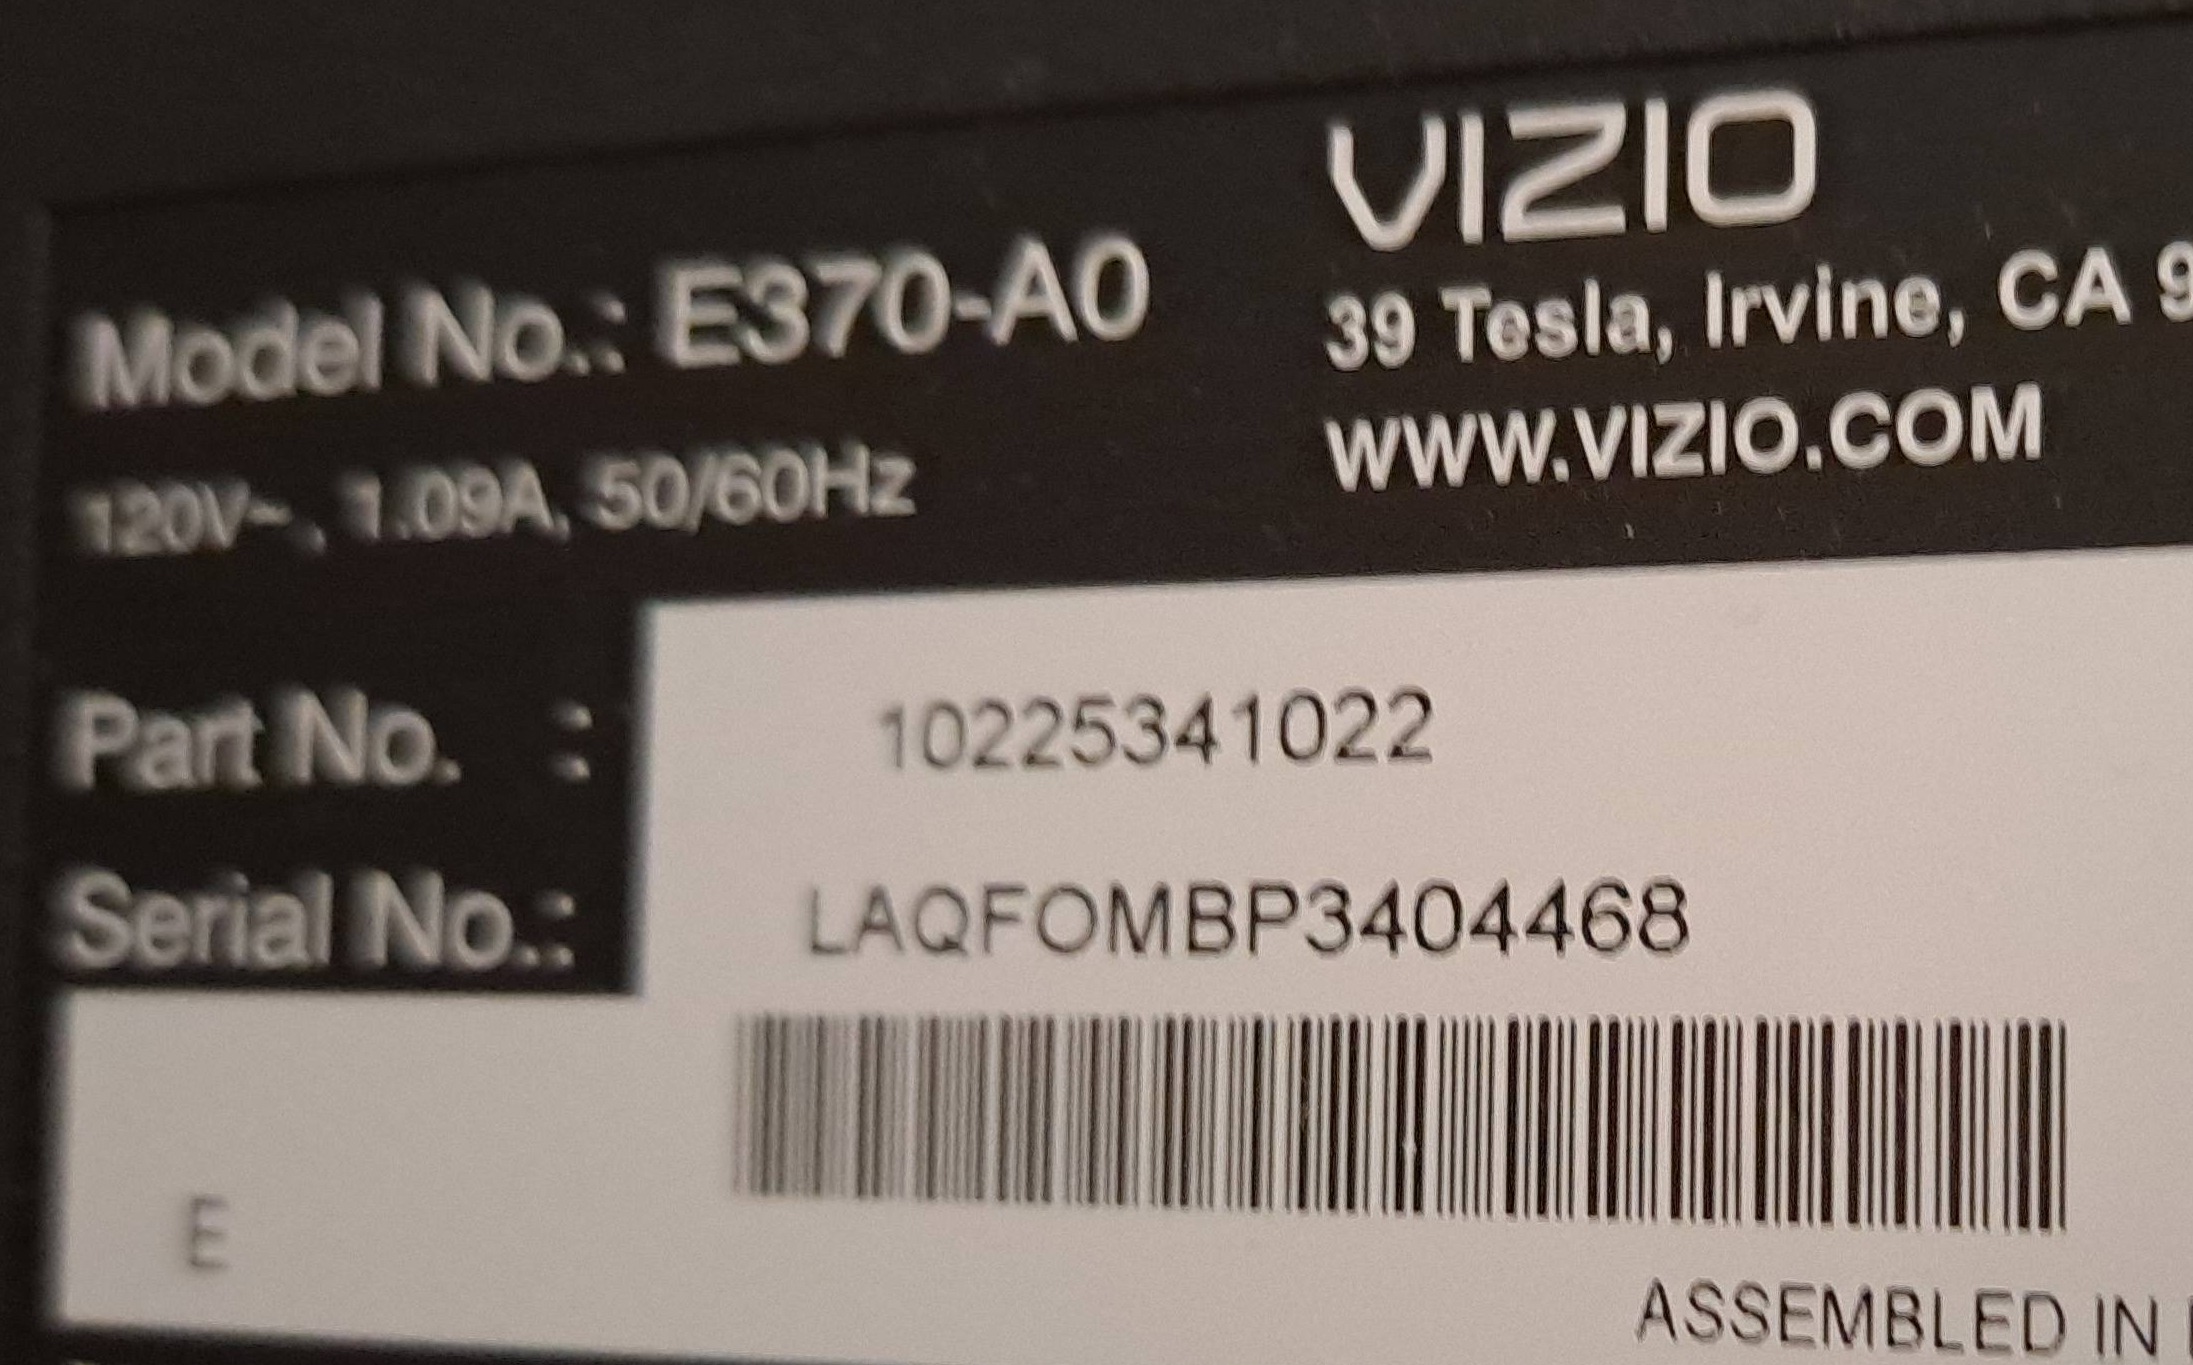 VIZIO
Model No.: E370-A0
39 Tesla, Irvine, CA 9
120V~, 1.09A, 50/60Hz
WWW.VIZIO.COM
Part No. : 10225341022
Serial No.: LAQFOMBP3404468
E
ASSEMBLED IN